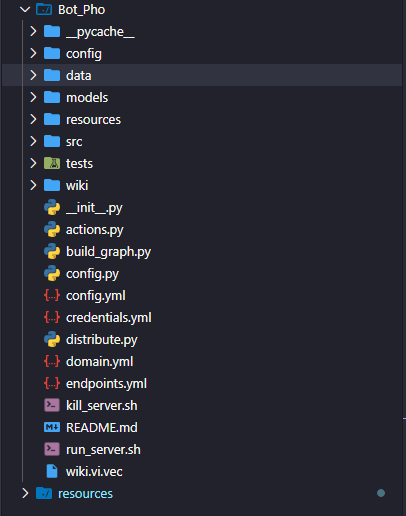 Bot_Pho
__pycache__
config
data
models
resources
src
tests
wiki
__init__.py
actions.py
build_graph.py
config.py
config.yml
credentials.yml
distribute.py
domain.yml
endpoints.yml
kill_server.sh
README.md
run_server.sh
wiki.vi.vec
resources